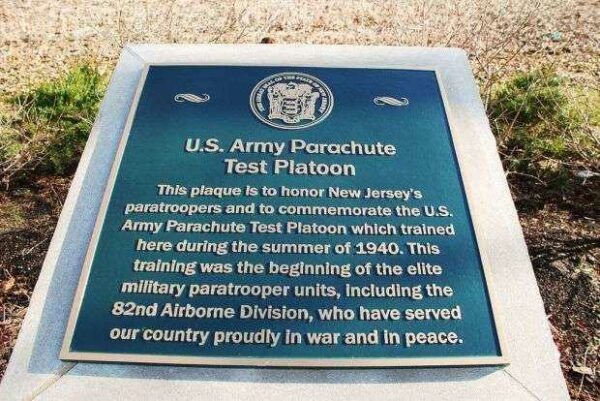 U.S. Army Parachute
Test Platoon
This plaque is to honor New Jersey's
paratroopers and to commemorate the U.S.
Army Parachute Test Platoon which trained
here during the summer of 1940. This
training was the beginning of the elite
military paratrooper units, including the
82nd Airborne Division, who have served
our country proudly in war and in peace.